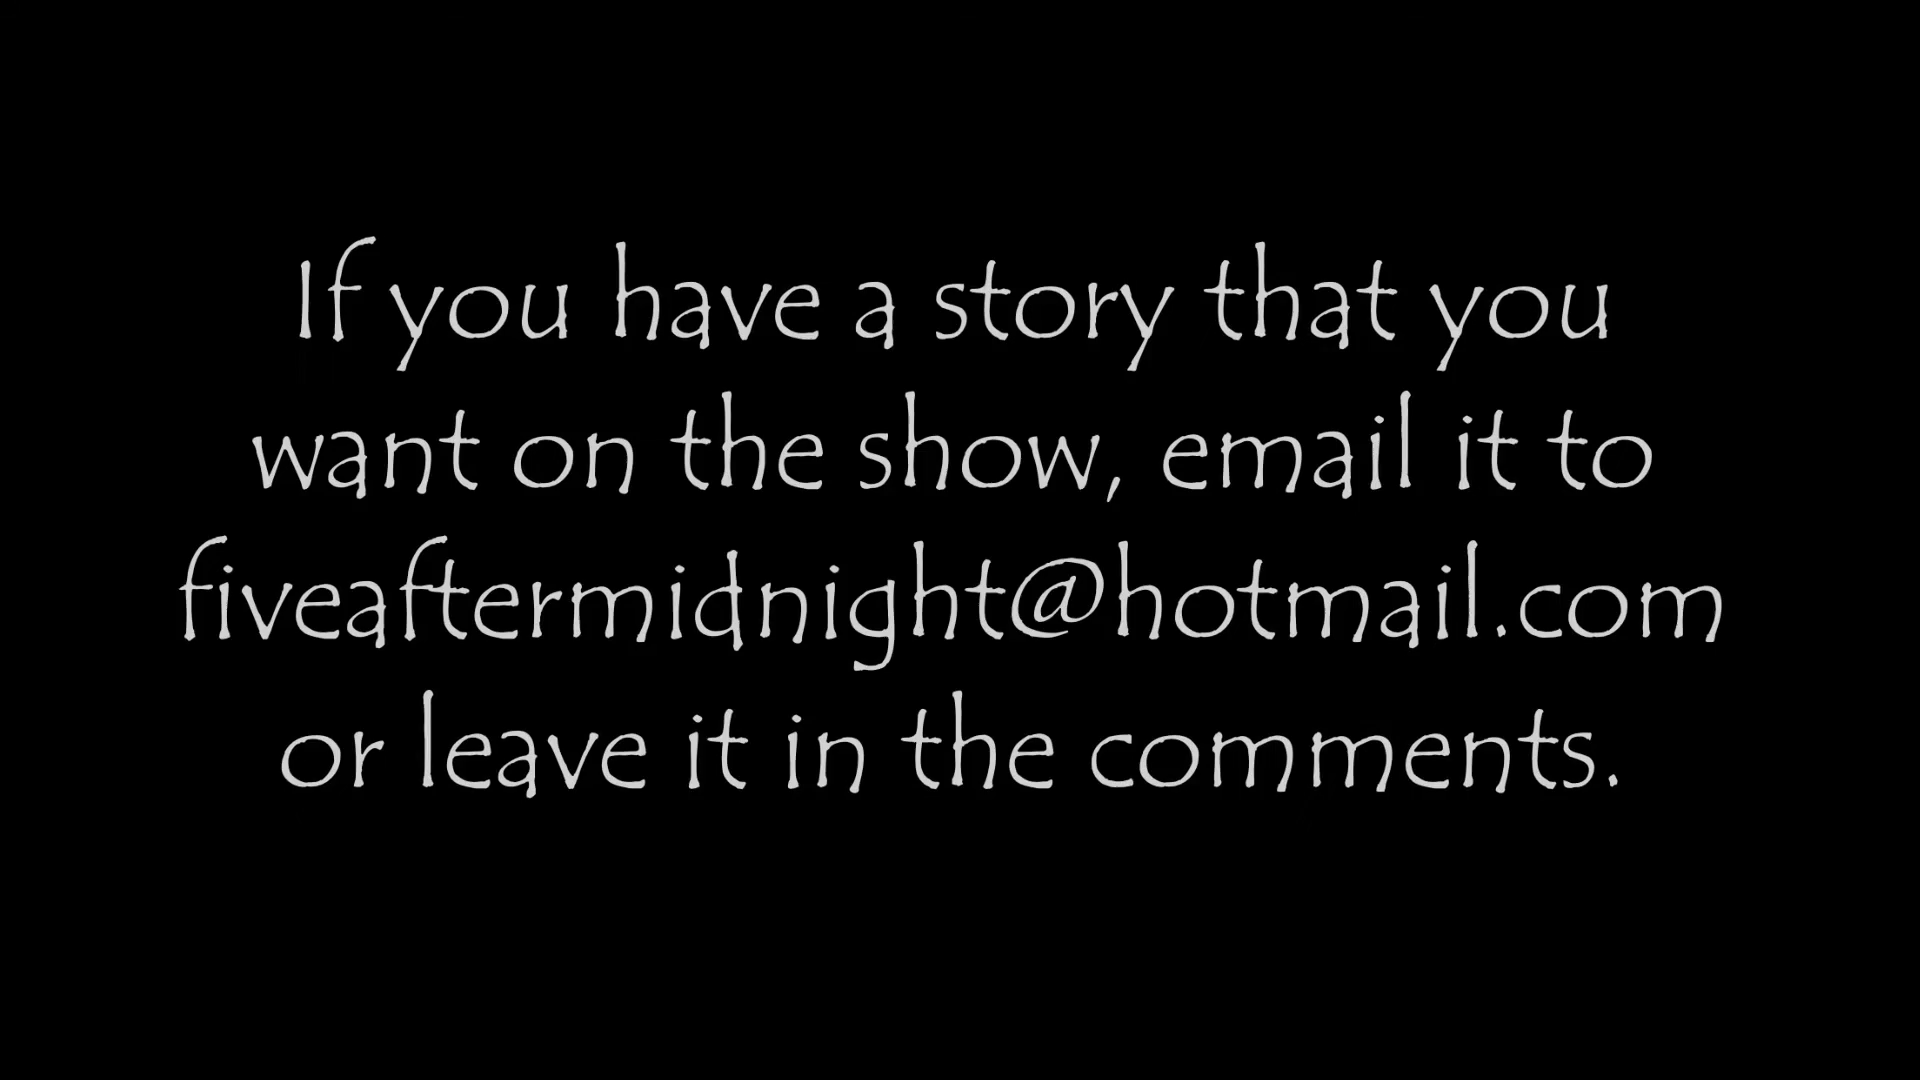 If you have a story that you
want on the show, email it to
fiveaftermidnight@hotmail.com
or leave it in the comments.